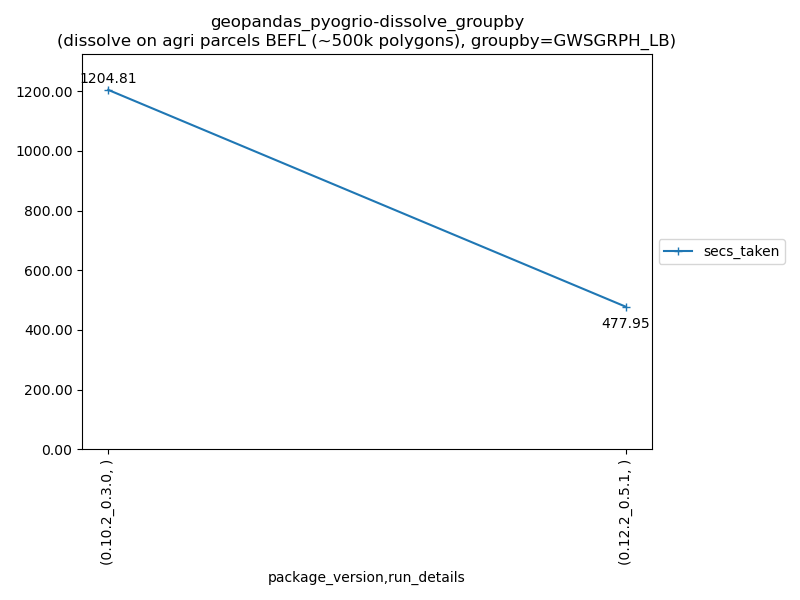 geopandas_pyogrio-dissolve_groupby
(dissolve on agri parcels BEFL (~500k polygons), groupby=GWSGRPH_LB)
1204.81
1200.00
1000.00
800.00
600.00
400.00
200.00
0.00
477.95
secs_taken
(0.10.2_0.3.0, )
(0.12.2_0.5.1, )
package_version,run_details